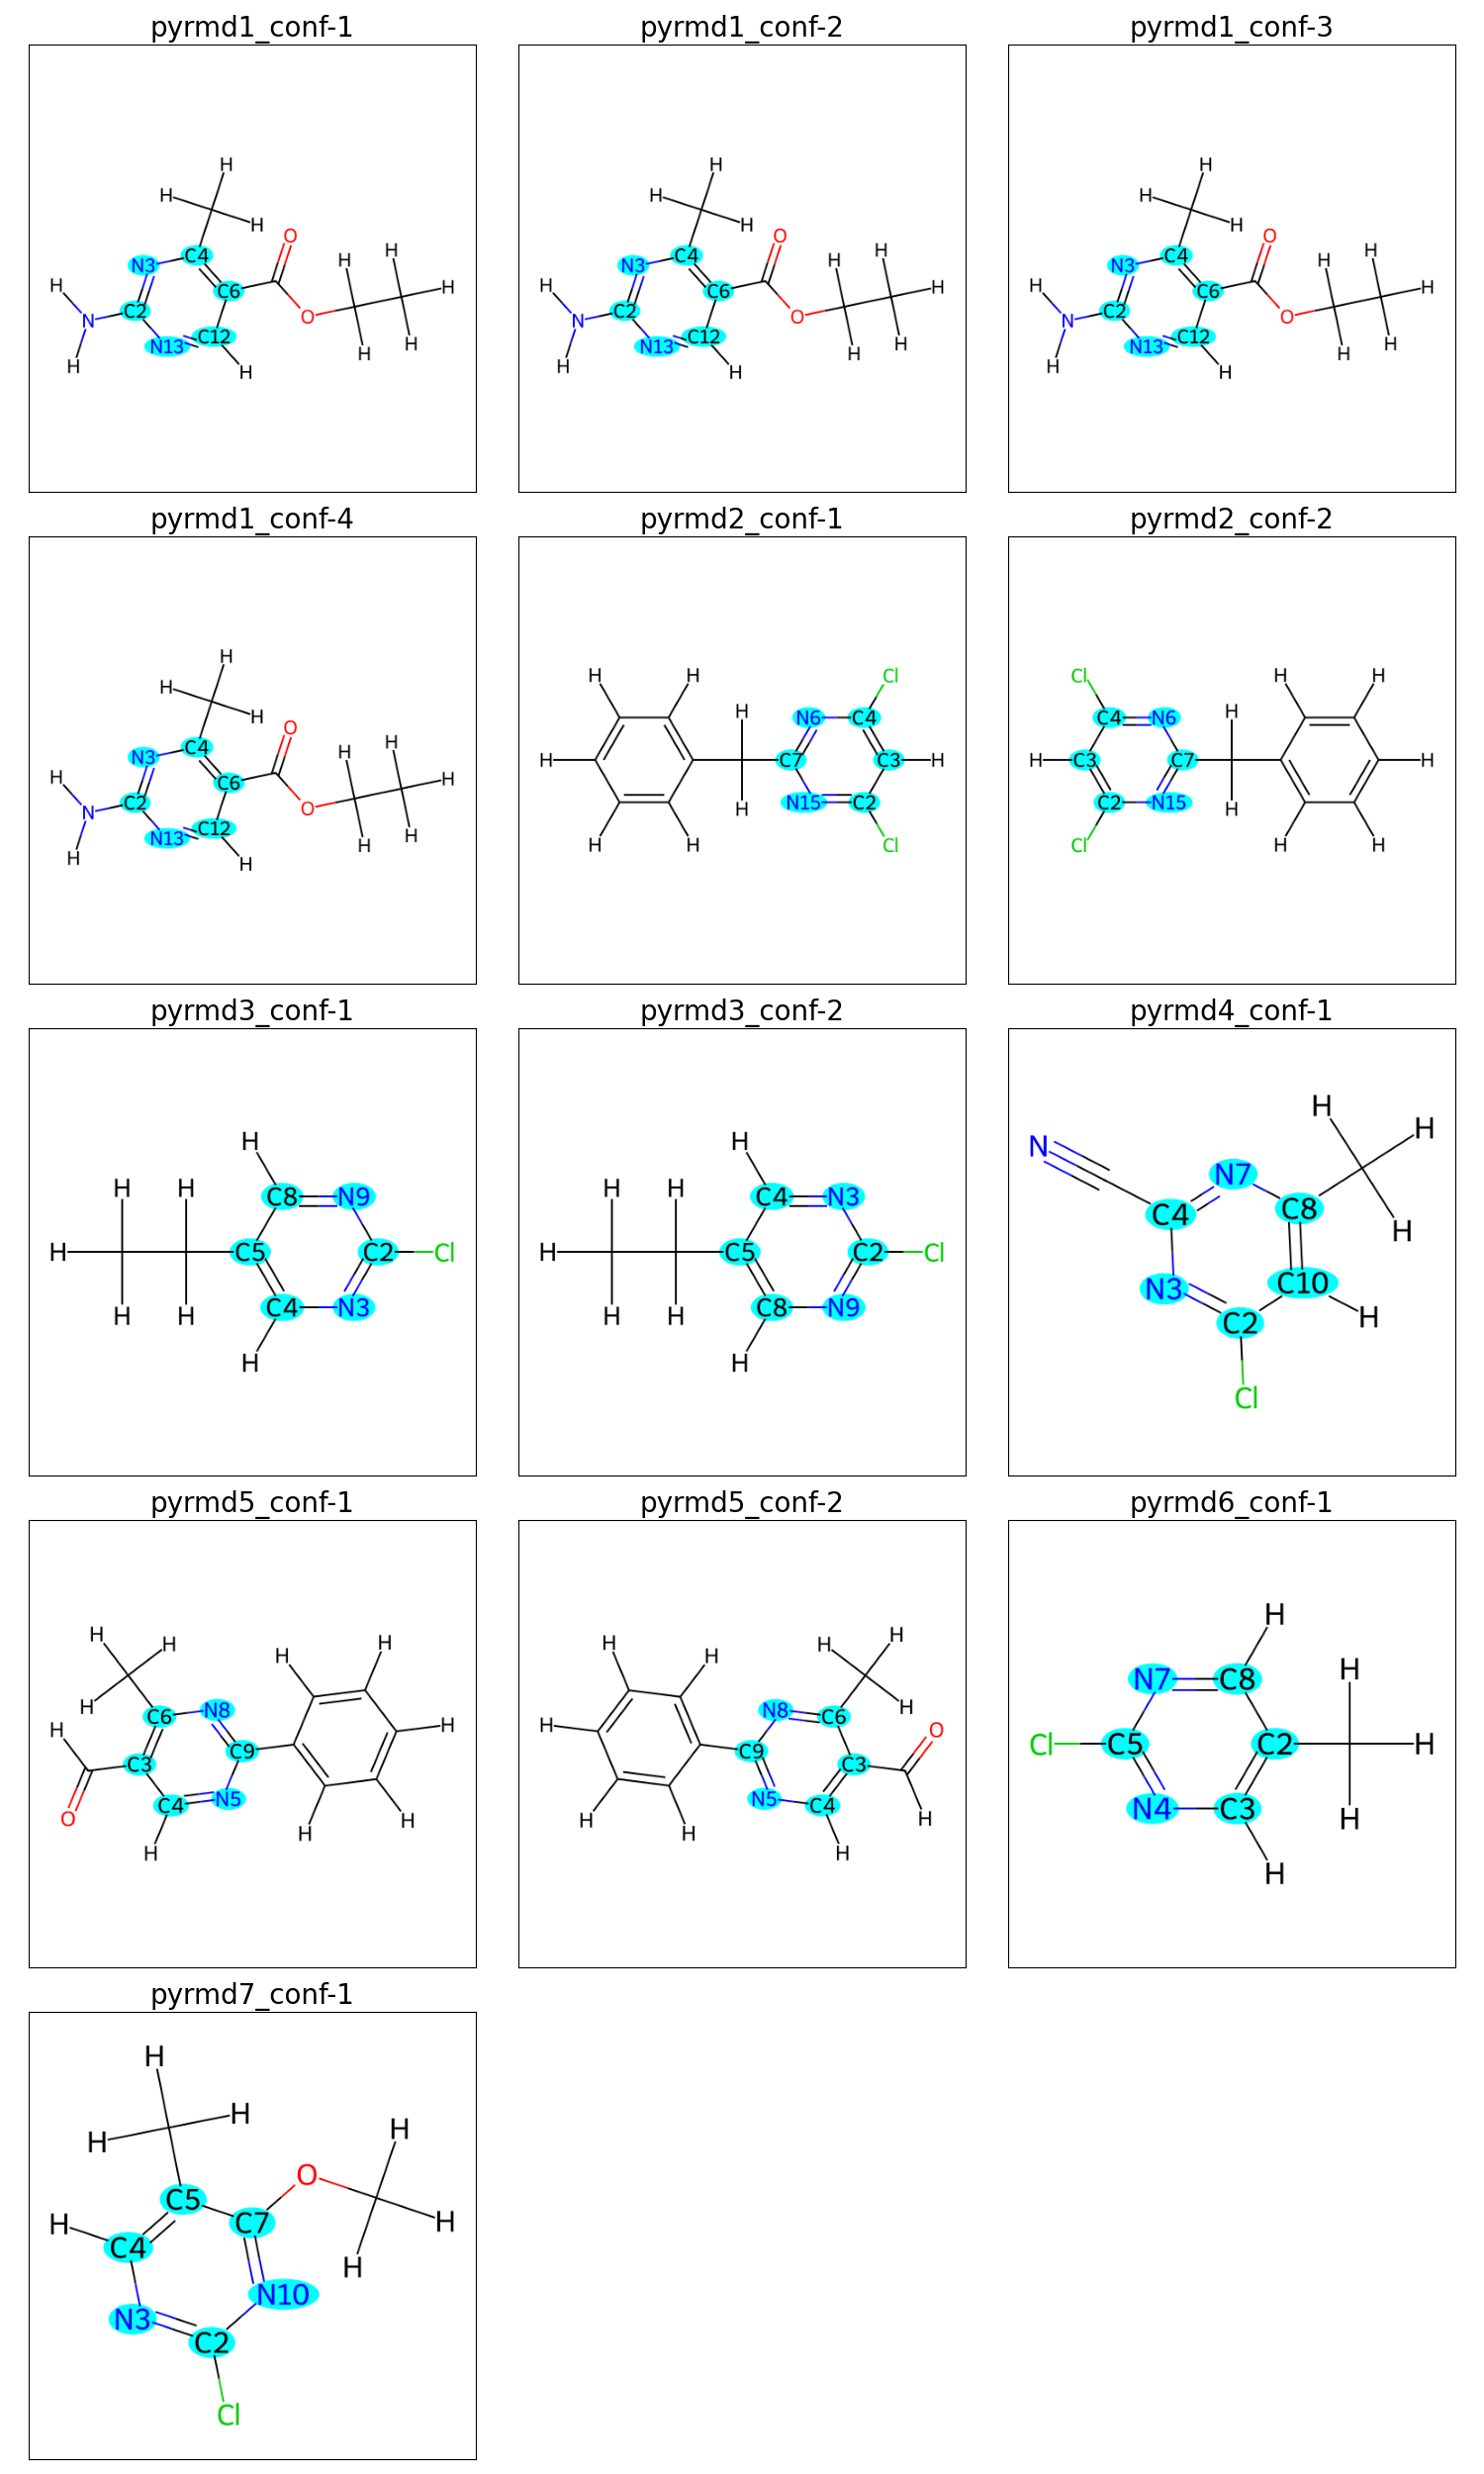 pyrmd1_conf-1 pyrmd1_conf-2 pyrmd1_conf-3
H H H
H H H
H H H
O O O
C4 C4 C4
H H H
H H H
N3 N3 N3
H H H
C6 C6 C6
H H H
C2 C2 C2
O O O
N N N
C12 C12 C12
H H H
N13 N13 N13
H H H
H H H
H H H
pyrmd1_conf-4 pyrmd2_conf-1 pyrmd2_conf-2
H H H Cl Cl H H
H H H H
N6 C4 C4 N6
O
C4 H H
N3 H C7 C3 H H C3 C7 H
H C6 H
C2 O
N N15 C2 C2 N15
C12 H H
N13 H H
H H H H Cl Cl H H
H
pyrmd3_conf-1 pyrmd3_conf-2 pyrmd4_conf-1
H H H
H H C8 N9 H H C4 N3 N N7 H
C4 C8
H C5 C2 Cl H C5 C2 Cl H
N3 C10
H H C4 N3 H H C8 N9 C2 H
H H Cl
pyrmd5_conf-1 pyrmd5_conf-2 pyrmd6_conf-1
H H H H H H H H H
H N8 N8 H N7 C8 H
H C6 H H C6 O
C3 C9 C9 C3 Cl C5 C2 H
O C4 N5 H H N5 C4 H N4 C3 H
H H H H H
pyrmd7_conf-1
H
H H H
O
C5 C7
H C4 H
H
N10
N3 C2
Cl